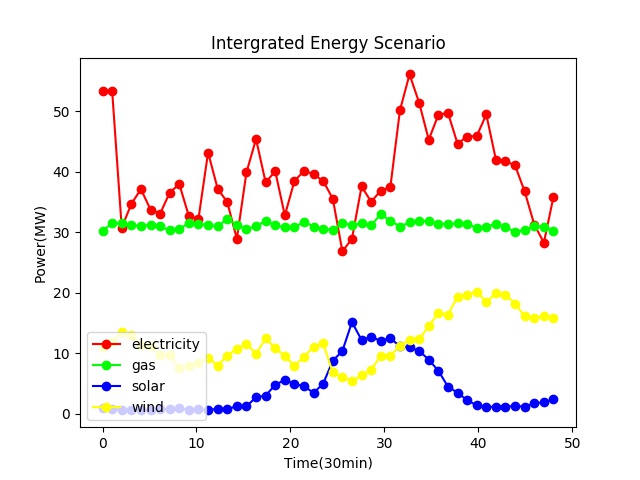 Intergrated Energy Scenario
Power(MW)
50
40
30
20
10
0
electricity
gas
solar
wind
0 10 20 30 40 50
Time(30min)